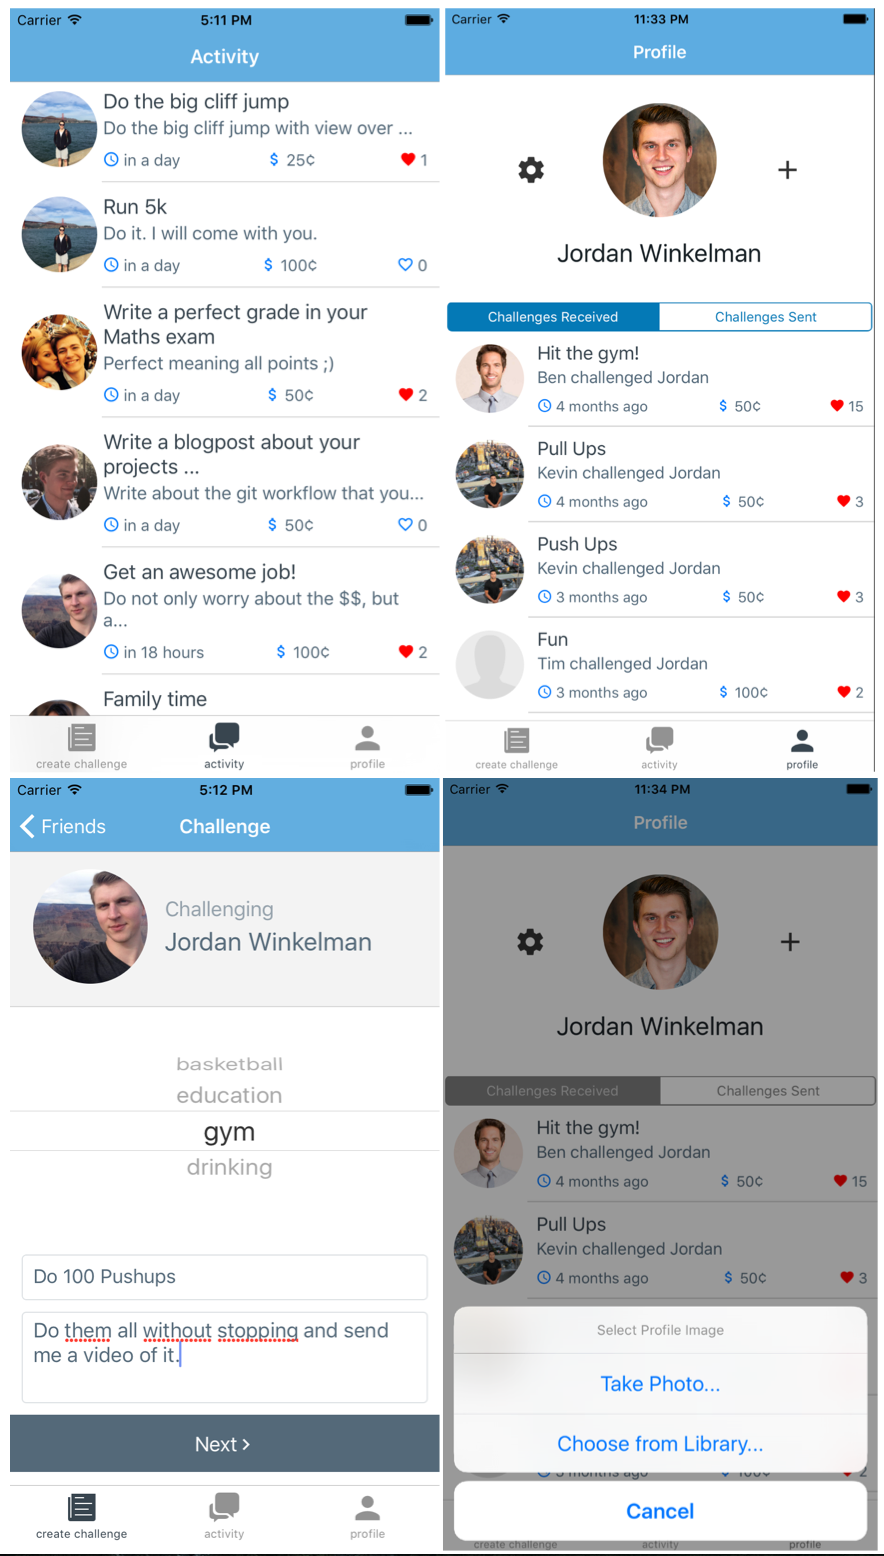 Carrier 5:11 PM
Activity
Do the big cliff jump
Do the big cliff jump with view over ...
in a day $ 25¢ 1
Run 5k
Do it. I will come with you.
in a day $ 100¢ 0
Write a perfect grade in your
Maths exam
Perfect meaning all points ;)
in a day $ 50¢ 2
Write a blogpost about your
projects ...
Write about the git workflow that you...
in a day $ 50¢ 0
Get an awesome job!
Do not only worry about the $$, but
a...
in 18 hours $ 100¢ 2
Family time
create challenge activity profile
Carrier 11:33 PM
Profile
Jordan Winkelman
Challenges Received Challenges Sent
Hit the gym!
Ben challenged Jordan
4 months ago $ 50¢ 15
Pull Ups
Kevin challenged Jordan
4 months ago $ 50¢ 3
Push Ups
Kevin challenged Jordan
3 months ago $ 50¢ 3
Fun
Tim challenged Jordan
3 months ago $ 100¢ 2
create challenge activity profile
Carrier 5:12 PM
Friends Challenge
Challenging
Jordan Winkelman
basketball
education
gym
drinking
Do 100 Pushups
Do them all without stopping and send
me a video of it.
Next >
create challenge activity profile
Carrier 11:34 PM
Profile
Jordan Winkelman
Challenges Received Challenges Sent
Hit the gym!
Ben challenged Jordan
4 months ago $ 50¢ 15
Pull Ups
Kevin challenged Jordan
4 months ago $ 50¢ 3
Select Profile Image
Take Photo...
Choose from Library...
3 months ago $ 100¢ 2
Cancel
create challenge activity profile